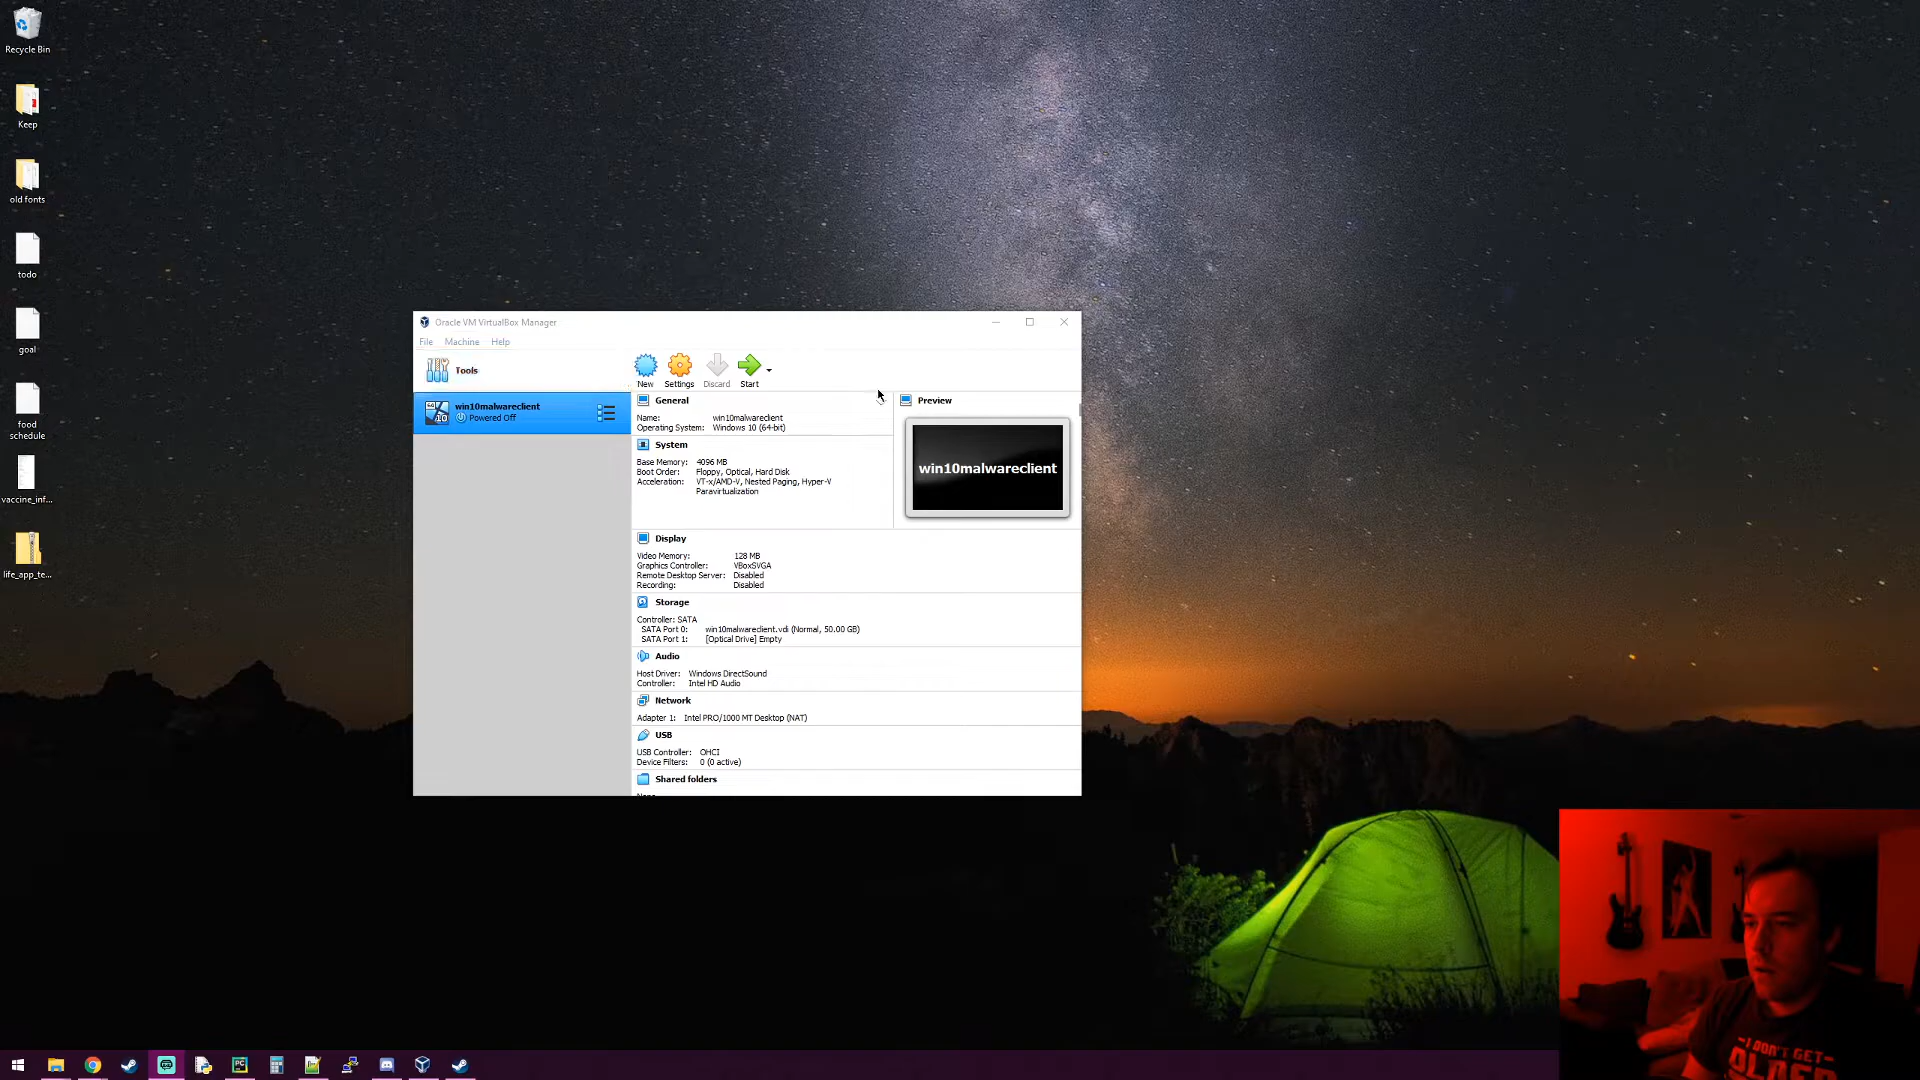 Recycle Bin
Keep
old fonts
todo
goal
food
schedule
vaccine_inf...
life_app_te...
Oracle VM VirtualBox Manager
File Machine Help
Tools
New Settings Discard Start
win10malwareclient
Powered Off
General
Name: win10malwareclient
Operating System: Windows 10 (64-bit)
System
Base Memory: 4096 MB
Boot Order: Floppy, Optical, Hard Disk
Acceleration: VT-x/AMD-V, Nested Paging, Hyper-V
Paravirtualization
Preview
win10malwareclient
Display
Video Memory: 128 MB
Graphics Controller: VBoxSVGA
Remote Desktop Server: Disabled
Recording: Disabled
Storage
Controller: SATA
SATA Port 0: win10malwareclient.vdi (Normal, 50.00 GB)
SATA Port 1: [Optical Drive] Empty
Audio
Host Driver: Windows DirectSound
Controller: Intel HD Audio
Network
Adapter 1: Intel PRO/1000 MT Desktop (NAT)
USB
USB Controller: OHCI
Device Filters: 0 (0 active)
Shared folders
-I DON'T GET-